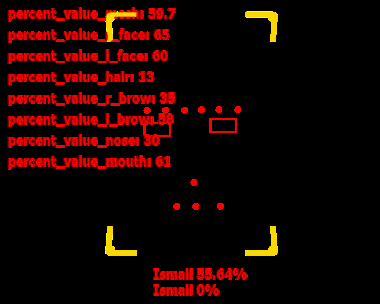 percent_value_mask: 59.7
percent_value_r_face: 65
percent_value_l_face: 60
percent_value_hair: 13
percent_value_r_brow: 35
percent_value_l_brow: 38
percent_value_nose: 30
percent_value_mouth: 61
Ismail 55.64%
Ismail 0%